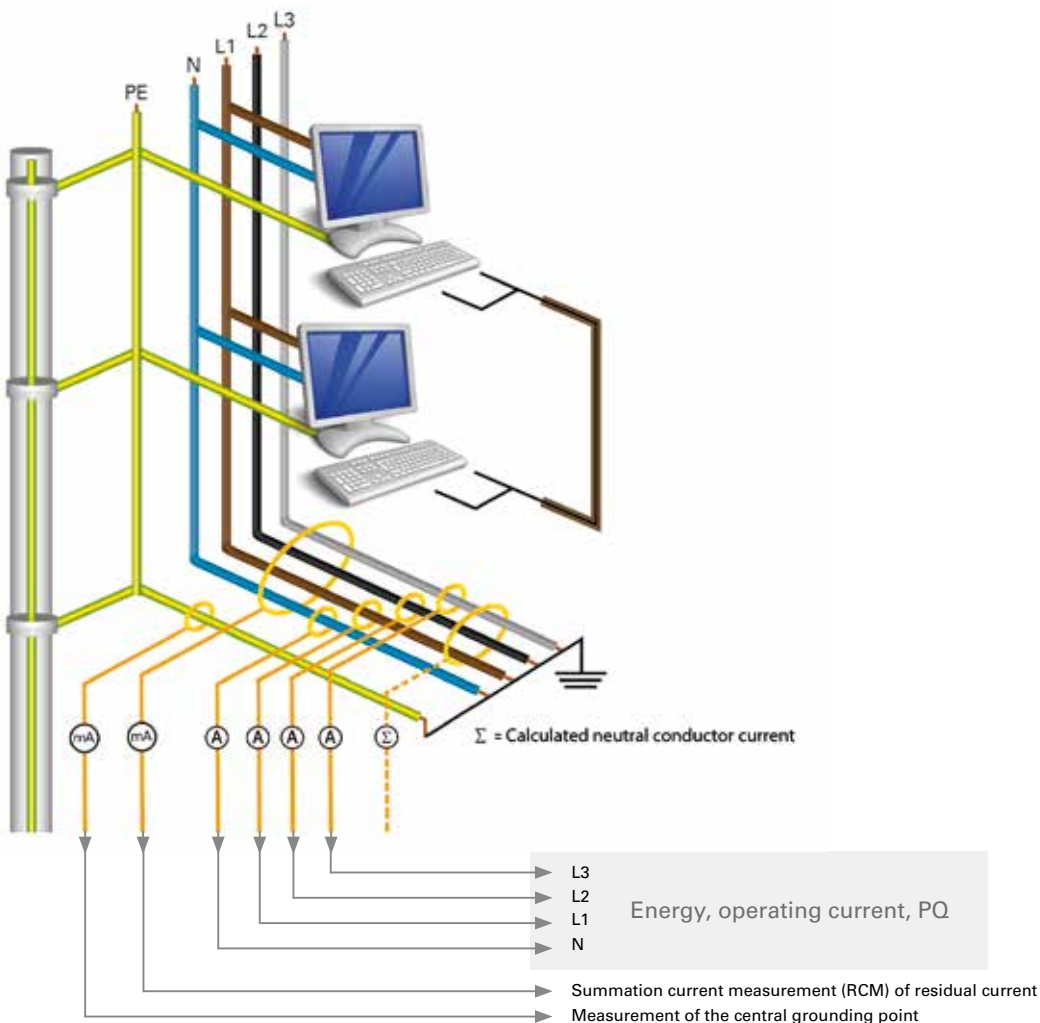 L3
L2
L1
N
PE
mA
mA
A
A
A
A
Σ
Σ = Calculated neutral conductor current
L3
L2
L1
N
Energy, operating current, PQ
Summation current measurement (RCM) of residual current
Measurement of the central grounding point